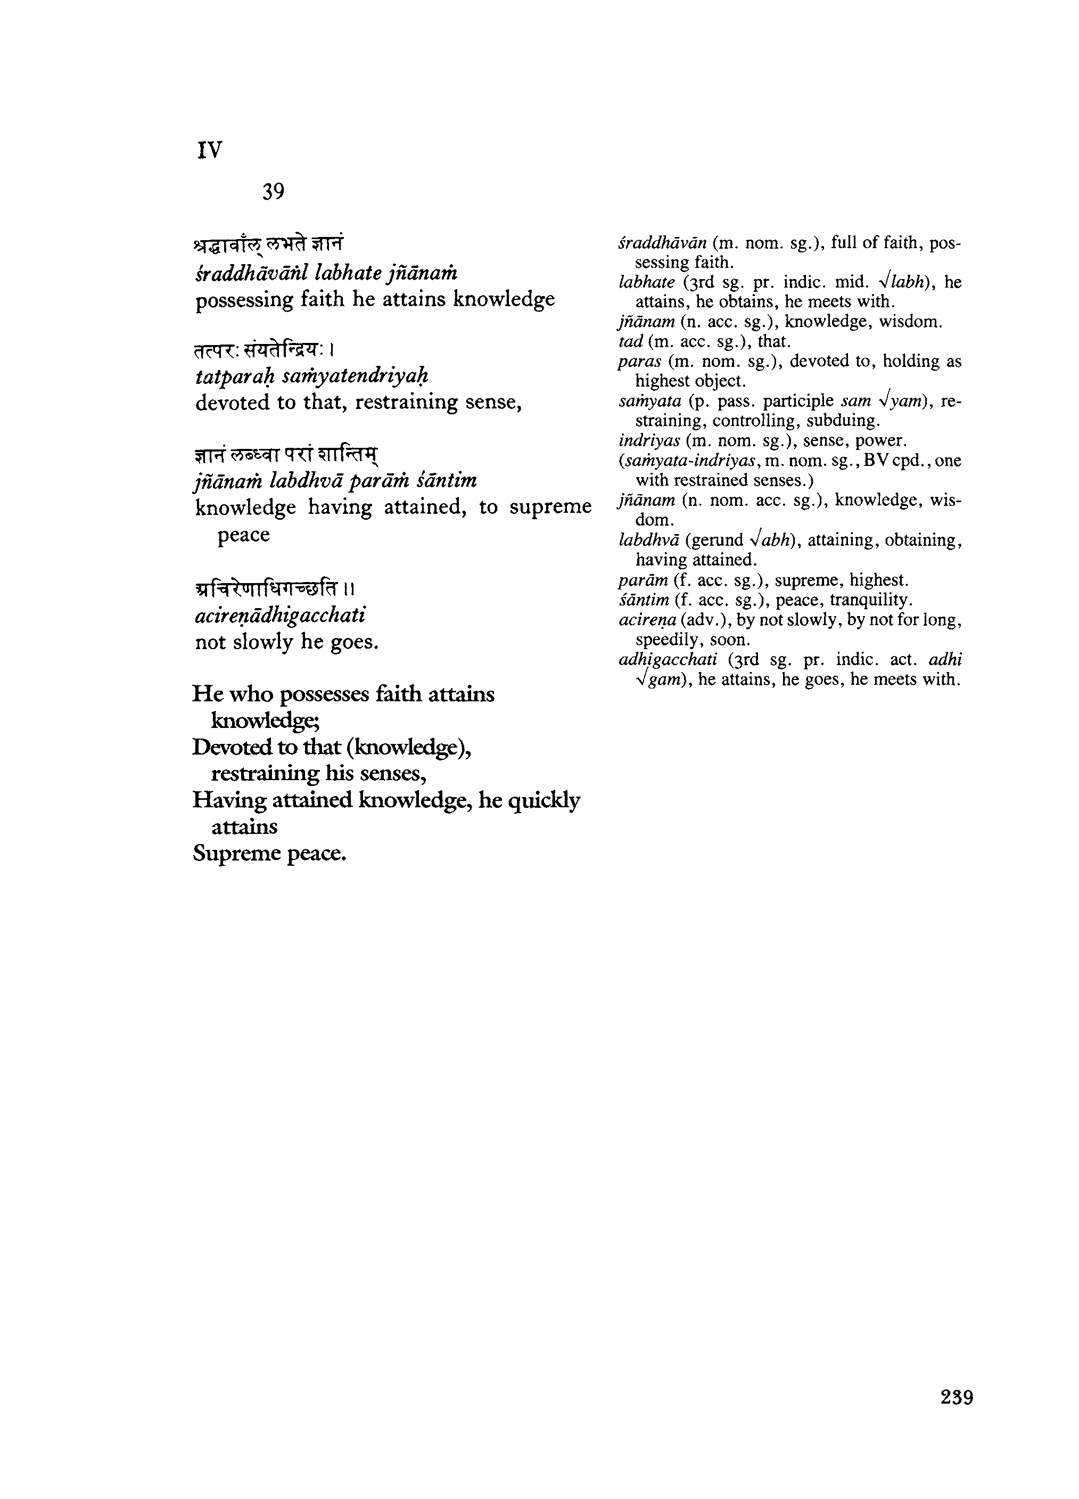 IV
39
श्रद्धावाँल् लभते ज्ञानं
śraddhāvāṅl labhate jñānaṁ
possessing faith he attains knowledge
तत्परः संयतेन्द्रियः ।
tatparaḥ saṁyatendriyaḥ
devoted to that, restraining sense,
ज्ञानं लब्ध्वा परां शान्तिम्
jñānaṁ labdhvā parāṁ śāntim
knowledge having attained, to supreme
peace
अचिरेणाधिगच्छति ।।
acireṇādhigacchati
not slowly he goes.
He who possesses faith attains
knowledge;
Devoted to that (knowledge),
restraining his senses,
Having attained knowledge, he quickly
attains
Supreme peace.
śraddhāvān (m. nom. sg.), full of faith, pos-
sessing faith.
labhate (3rd sg. pr. indic. mid. √labh), he
attains, he obtains, he meets with.
jñānam (n. acc. sg.), knowledge, wisdom.
tad (m. acc. sg.), that.
paras (m. nom. sg.), devoted to, holding as
highest object.
saṁyata (p. pass. participle sam √yam), re-
straining, controlling, subduing.
indriyas (m. nom. sg.), sense, power.
(saṁyata-indriyas, m. nom. sg., BV cpd., one
with restrained senses.)
jñānam (n. nom. acc. sg.), knowledge, wis-
dom.
labdhvā (gerund √abh), attaining, obtaining,
having attained.
parām (f. acc. sg.), supreme, highest.
śāntim (f. acc. sg.), peace, tranquility.
acireṇa (adv.), by not slowly, by not for long,
speedily, soon.
adhigacchati (3rd sg. pr. indic. act. adhi
√gam), he attains, he goes, he meets with.
239